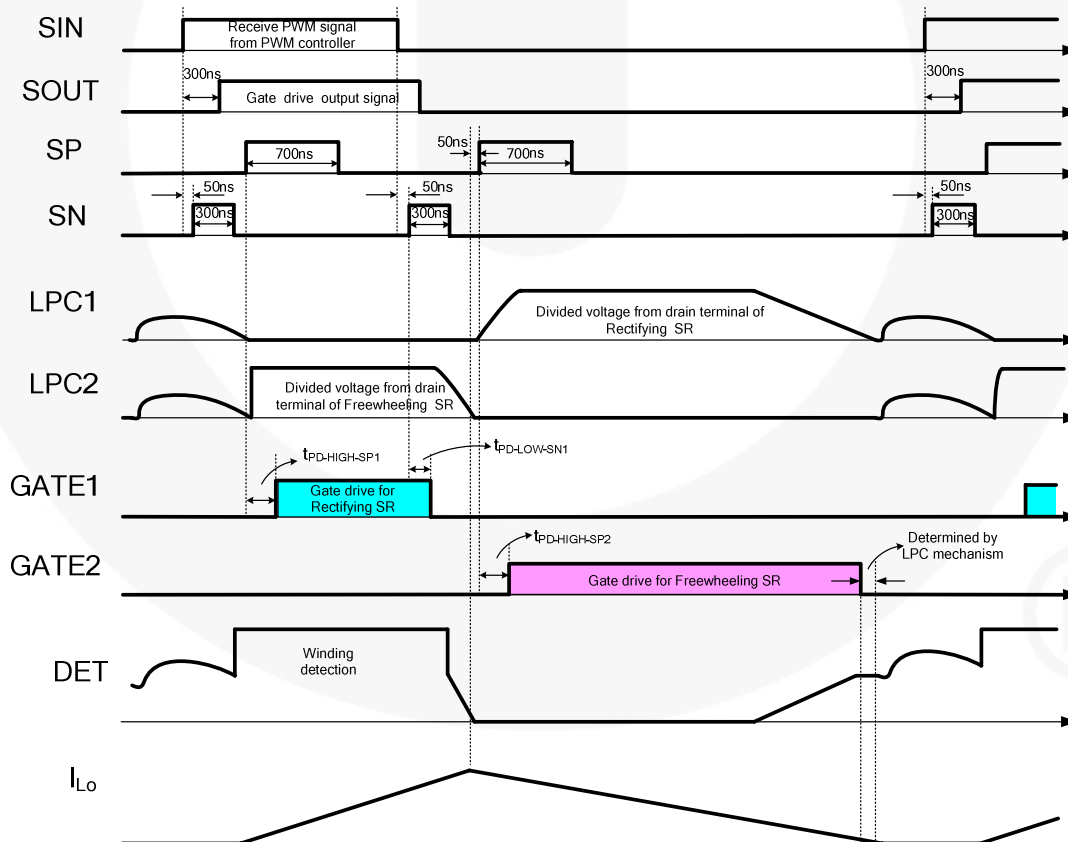 SIN
Receive PWM signal
from PWM controller
SOUT
300ns
Gate drive output signal
300ns
SP
700ns
50ns
700ns
SN
50ns
300ns
50ns
300ns
50ns
300ns
LPC1
Divided voltage from drain terminal of
Rectifying SR
LPC2
Divided voltage from drain
terminal of Freewheeling SR
tPD-HIGH-SP1
tPD-LOW-SN1
GATE1
Gate drive for
Rectifying SR
tPD-HIGH-SP2
Determined by
LPC mechanism
GATE2
Gate drive for Freewheeling SR
DET
Winding
detection
ILo